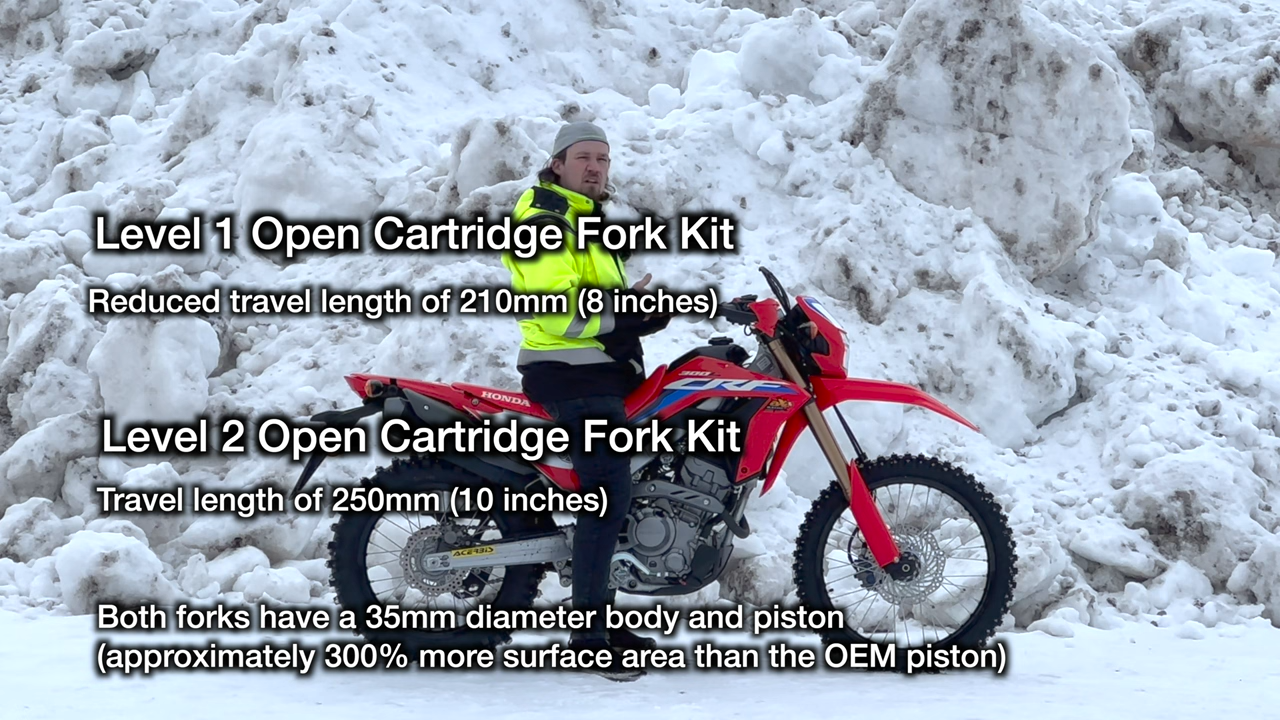 Level 1 Open Cartridge Fork Kit
Reduced travel length of 210mm (8 inches)
300
CRF
HONDA
Level 2 Open Cartridge Fork Kit
Travel length of 250mm (10 inches)
ACERBIS
Both forks have a 35mm diameter body and piston
(approximately 300% more surface area than the OEM piston)